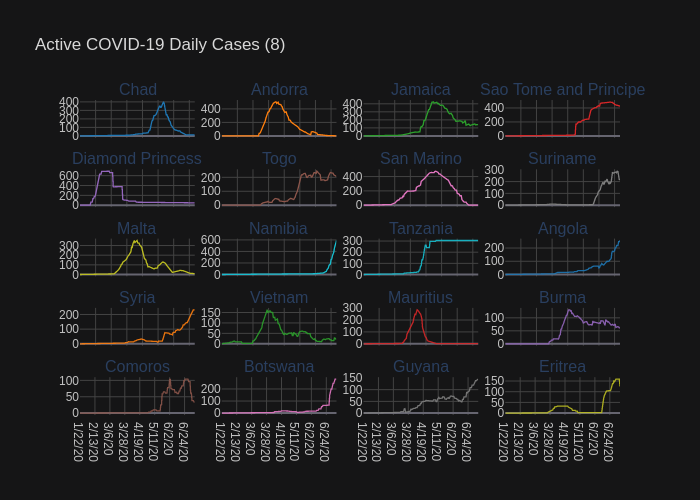 Active COVID-19 Daily Cases (8)
Chad Andorra Jamaica Sao Tome and Principe
400 300 200 100 0
400 200 0
400 300 200 100 0
400 200 0
Diamond Princess Togo San Marino Suriname
600 400 200 0
200 100 0
400 200 0
300 200 100 0
Malta Namibia Tanzania Angola
300 200 100 0
600 400 200 0
300 200 100 0
200 100 0
Syria Vietnam Mauritius Burma
200 100 0
150 100 50 0
300 200 100 0
100 50 0
Comoros Botswana Guyana Eritrea
100 50 0
200 100 0
150 100 50 0
150 100 50 0
1/22/20 2/13/20 3/6/20 3/28/20 4/19/20 5/11/20 6/2/20 6/24/20
1/22/20 2/13/20 3/6/20 3/28/20 4/19/20 5/11/20 6/2/20 6/24/20
1/22/20 2/13/20 3/6/20 3/28/20 4/19/20 5/11/20 6/2/20 6/24/20
1/22/20 2/13/20 3/6/20 3/28/20 4/19/20 5/11/20 6/2/20 6/24/20